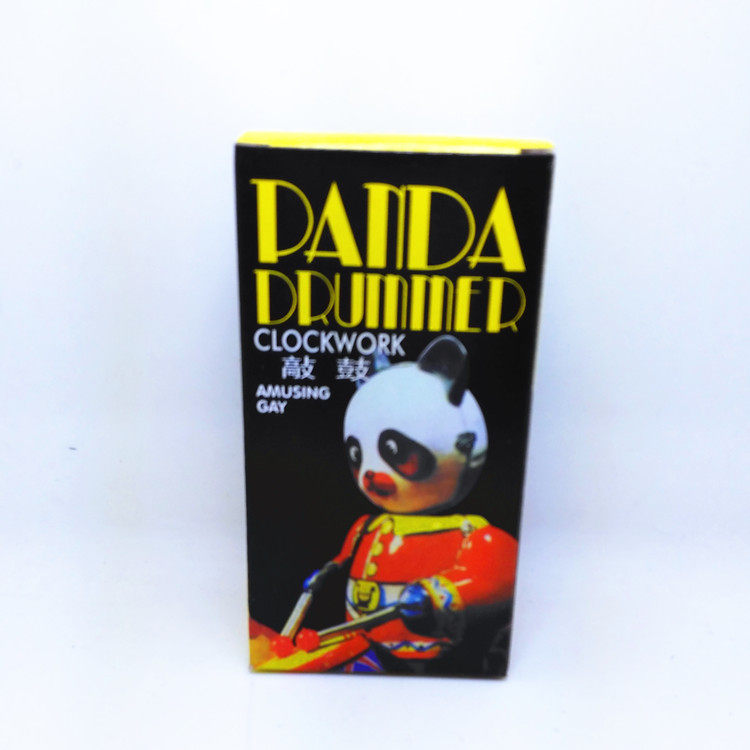 PANDA
DRUMMER
CLOCKWORK
敲 鼓
AMUSING
GAY